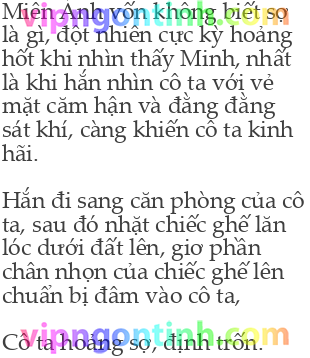 Miên Anh vốn không biết sợ
là gì, đột nhiên cực kỳ hoảng
hốt khi nhìn thấy Minh, nhất
là khi hắn nhìn cô ta với vẻ
mặt căm hận và đằng đằng
sát khí, càng khiến cô ta kinh
hãi.
Hắn đi sang căn phòng của cô
ta, sau đó nhặt chiếc ghế lăn
lóc dưới đất lên, giơ phần
chân nhọn của chiếc ghế lên
chuẩn bị đâm vào cô ta,
Cô ta hoảng sợ, định trốn.
vipngontinh.com
vipngontinh.com
vipngontinh.com